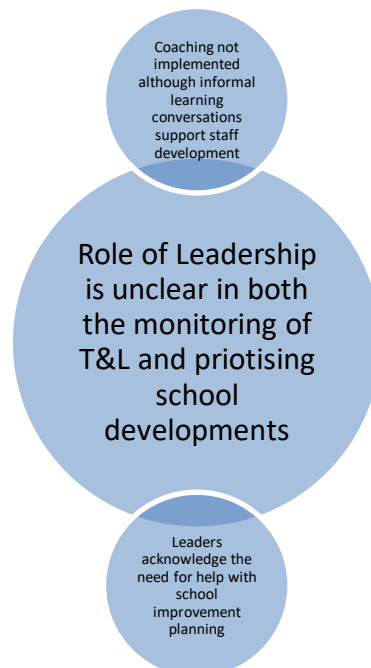 Coaching not
implemented
although informal
learning
conversations
support staff
development
Role of Leadership
is unclear in both
the monitoring of
T&L and priotising
school
developments
Leaders
acknowledge the
need for help with
school
improvement
planning